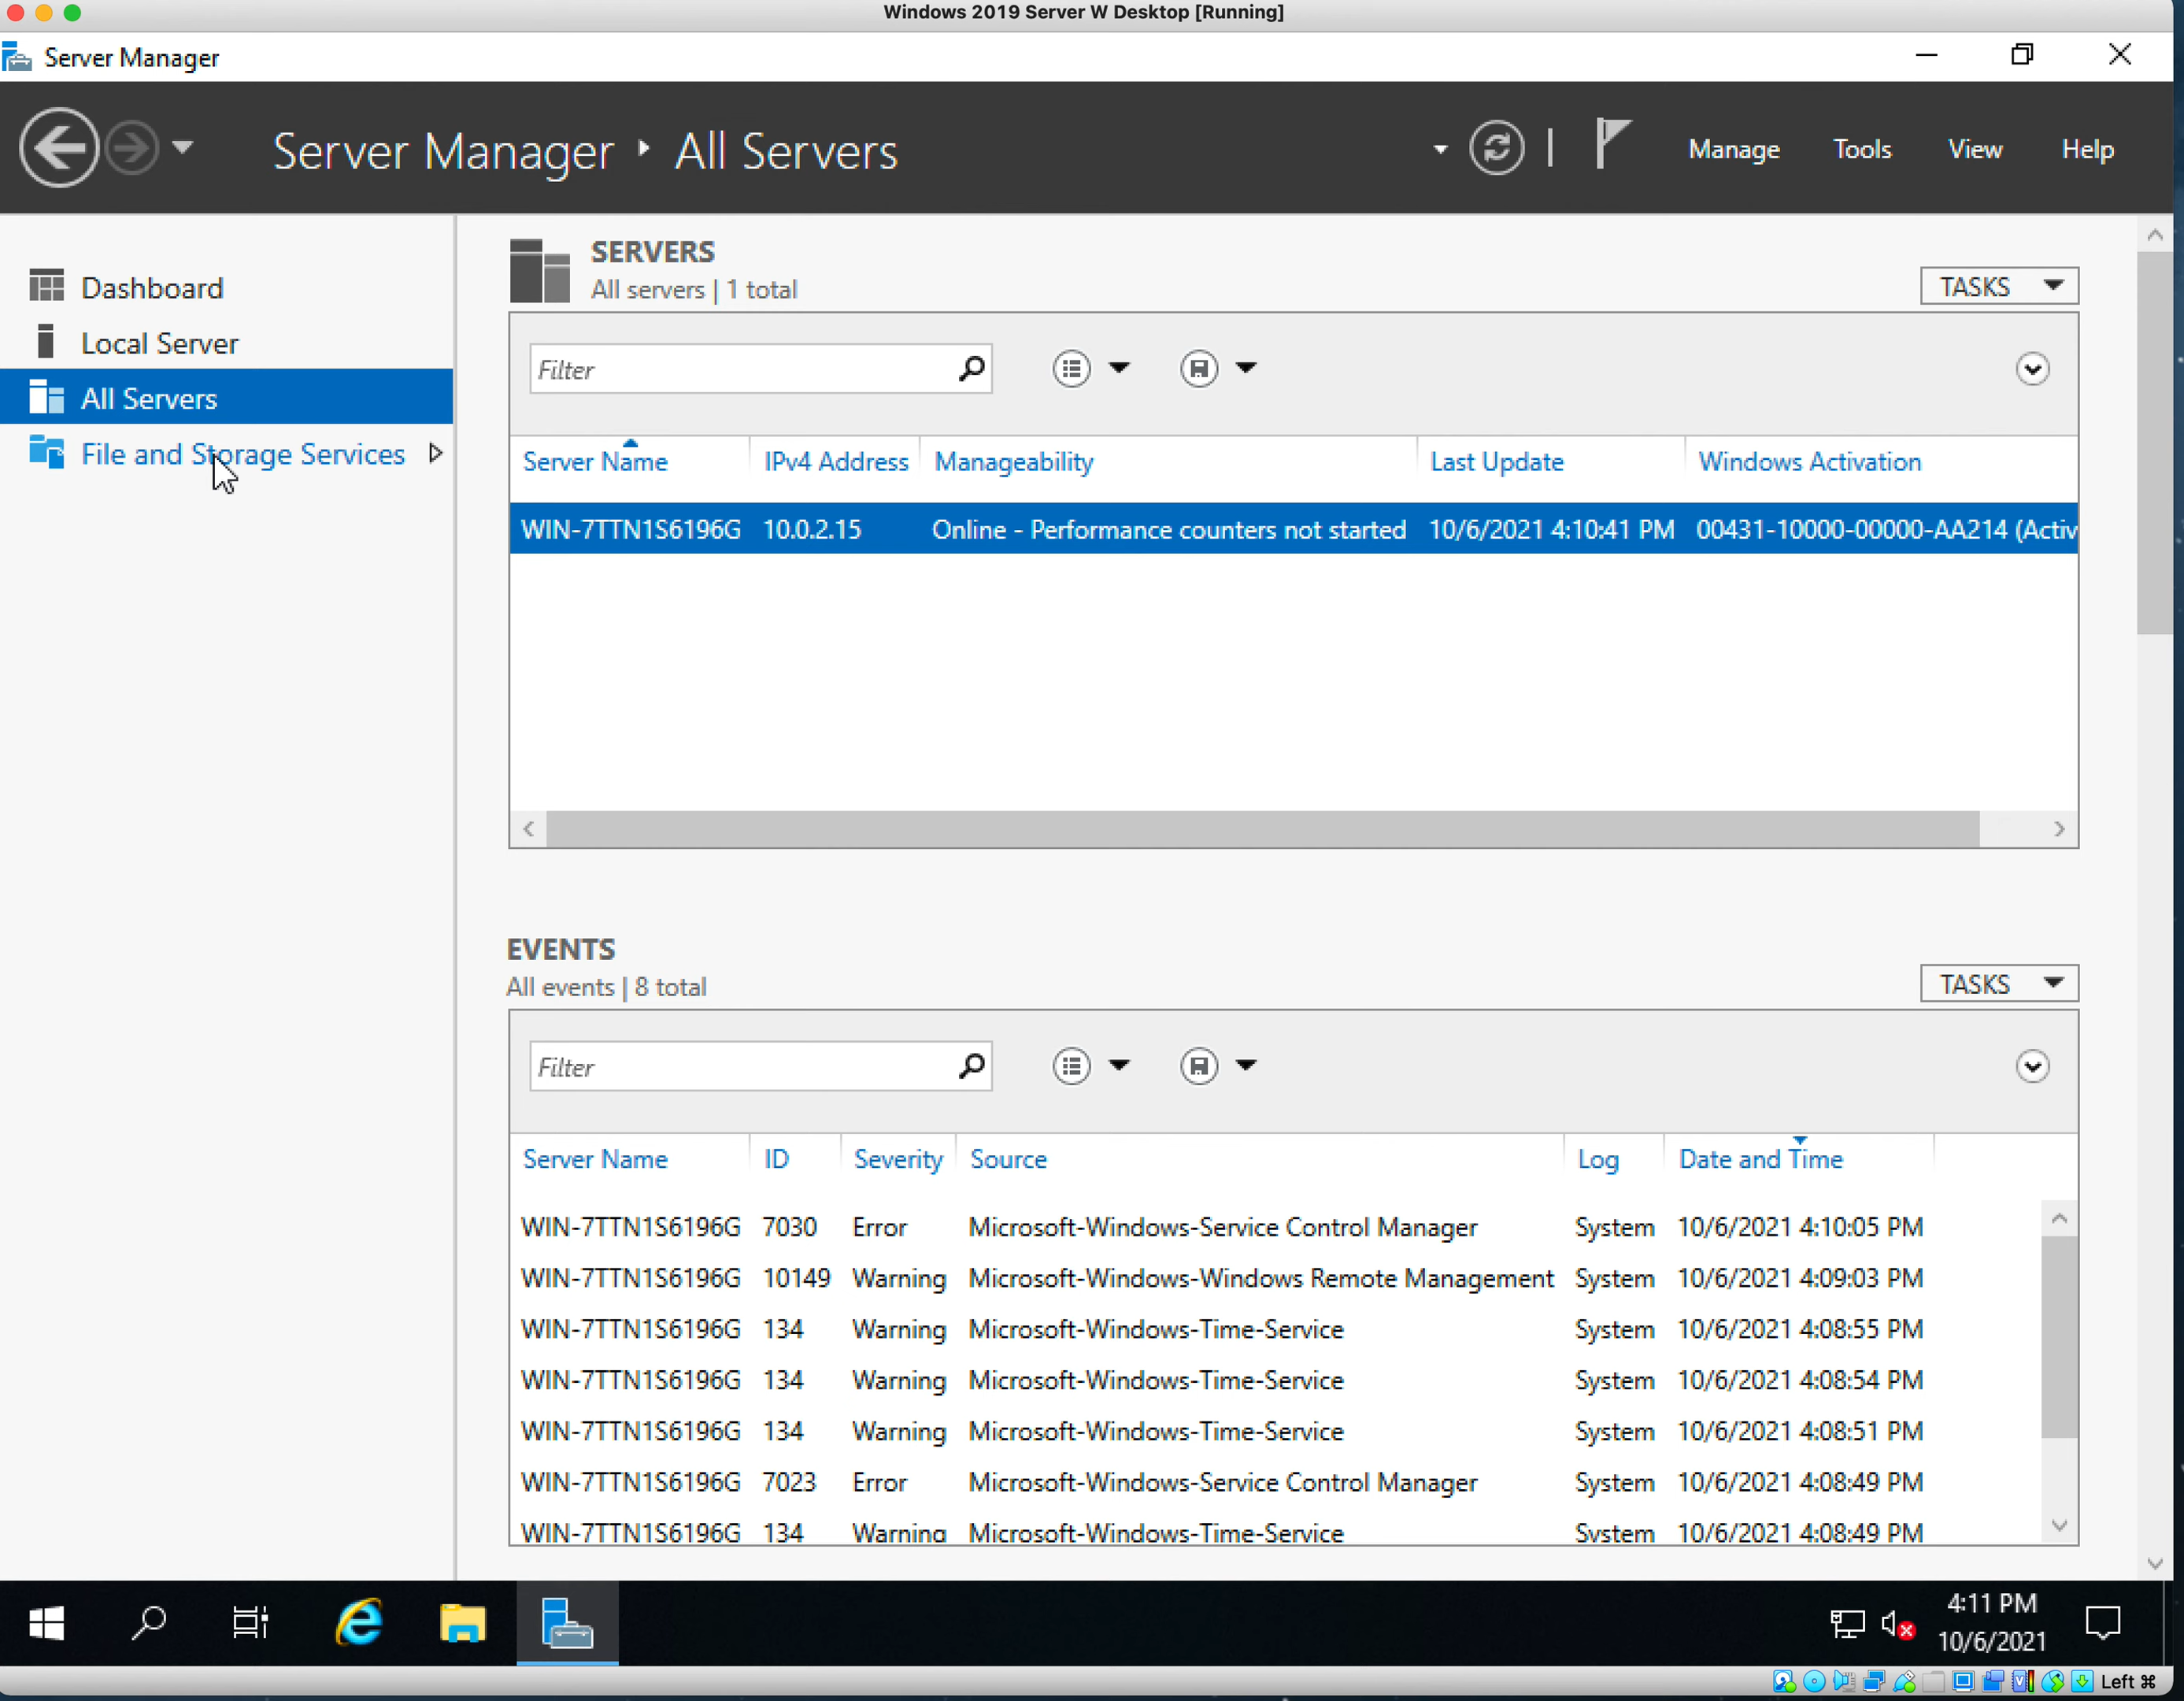 Windows 2019 Server W Desktop [Running]
Server Manager
Server Manager ‣ All Servers
Manage Tools View Help
Dashboard
Local Server
All Servers
File and Storage Services
SERVERS
All servers | 1 total
TASKS
Filter
Server Name IPv4 Address Manageability Last Update Windows Activation
WIN-7TTN1S6196G 10.0.2.15 Online - Performance counters not started 10/6/2021 4:10:41 PM 00431-10000-00000-AA214 (Activ
EVENTS
All events | 8 total
TASKS
Filter
Server Name ID Severity Source Log Date and Time
WIN-7TTN1S6196G 7030 Error Microsoft-Windows-Service Control Manager System 10/6/2021 4:10:05 PM
WIN-7TTN1S6196G 10149 Warning Microsoft-Windows-Windows Remote Management System 10/6/2021 4:09:03 PM
WIN-7TTN1S6196G 134 Warning Microsoft-Windows-Time-Service System 10/6/2021 4:08:55 PM
WIN-7TTN1S6196G 134 Warning Microsoft-Windows-Time-Service System 10/6/2021 4:08:54 PM
WIN-7TTN1S6196G 134 Warning Microsoft-Windows-Time-Service System 10/6/2021 4:08:51 PM
WIN-7TTN1S6196G 7023 Error Microsoft-Windows-Service Control Manager System 10/6/2021 4:08:49 PM
WIN-7TTN1S6196G 134 Warning Microsoft-Windows-Time-Service System 10/6/2021 4:08:49 PM
4:11 PM
10/6/2021
Left ⌘